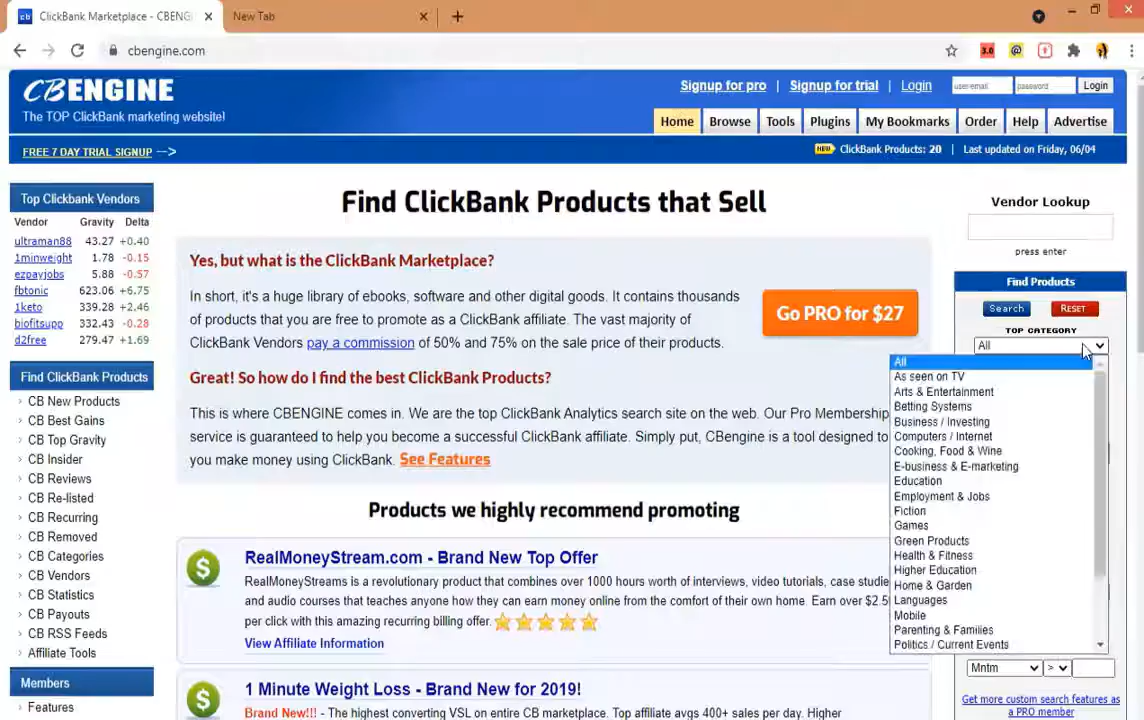 cb ClickBank Marketplace - CBENGI
New Tab
cbengine.com
3.0
CBENGINE
The TOP ClickBank marketing website!
Signup for pro | Signup for trial | Login
user-email password Login
Home Browse Tools Plugins My Bookmarks Order Help Advertise
FREE 7 DAY TRIAL SIGNUP -->
NEW ClickBank Products: 20 | Last updated on Friday, 06/04
Top Clickbank Vendors
Vendor Gravity Delta
ultraman88 43.27 +0.40
1minweight 1.78 -0.15
ezpayjobs 5.88 -0.57
fbtonic 623.06 +6.75
1keto 339.28 +2.46
biofitsupp 332.43 -0.28
d2free 279.47 +1.69
Find ClickBank Products
CB New Products
CB Best Gains
CB Top Gravity
CB Insider
CB Reviews
CB Re-listed
CB Recurring
CB Removed
CB Categories
CB Vendors
CB Statistics
CB Payouts
CB RSS Feeds
Affiliate Tools
Members
Features
Find ClickBank Products that Sell
Yes, but what is the ClickBank Marketplace?
In short, it's a huge library of ebooks, software and other digital goods. It contains thousands
of products that you are free to promote as a ClickBank affiliate. The vast majority of
ClickBank Vendors pay a commission of 50% and 75% on the sale price of their products.
Go PRO for $27
Great! So how do I find the best ClickBank Products?
This is where CBENGINE comes in. We are the top ClickBank Analytics search site on the web. Our Pro Membership
service is guaranteed to help you become a successful ClickBank affiliate. Simply put, CBengine is a tool designed to
you make money using ClickBank. See Features
Products we highly recommend promoting
$
RealMoneyStream.com - Brand New Top Offer
RealMoneyStreams is a revolutionary product that combines over 1000 hours worth of interviews, video tutorials, case studie
and audio courses that teaches anyone how they can earn money online from the comfort of their own home. Earn over $2.5
per click with this amazing recurring billing offer.
View Affiliate Information
$
1 Minute Weight Loss - Brand New for 2019!
Brand New!!! - The highest converting VSL on entire CB marketplace. Top affiliate avgs 400+ sales per day. Higher
Vendor Lookup
press enter
Find Products
Search RESET
TOP CATEGORY
All
All
As seen on TV
Arts & Entertainment
Betting Systems
Business / Investing
Computers / Internet
Cooking, Food & Wine
E-business & E-marketing
Education
Employment & Jobs
Fiction
Games
Green Products
Health & Fitness
Higher Education
Home & Garden
Languages
Mobile
Parenting & Families
Politics / Current Events
Mntm >
Get more custom search features as
a PRO member